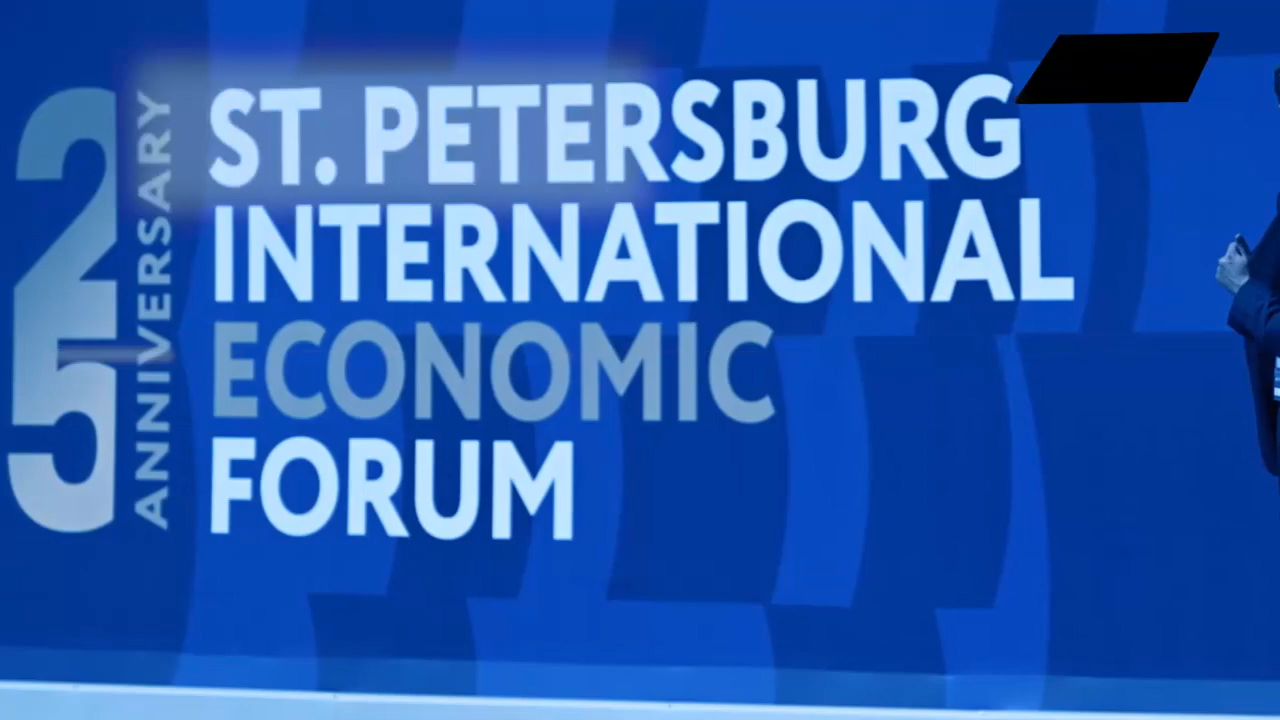 25
ANNIVERSARY
ST. PETERSBURG
INTERNATIONAL
ECONOMIC
FORUM